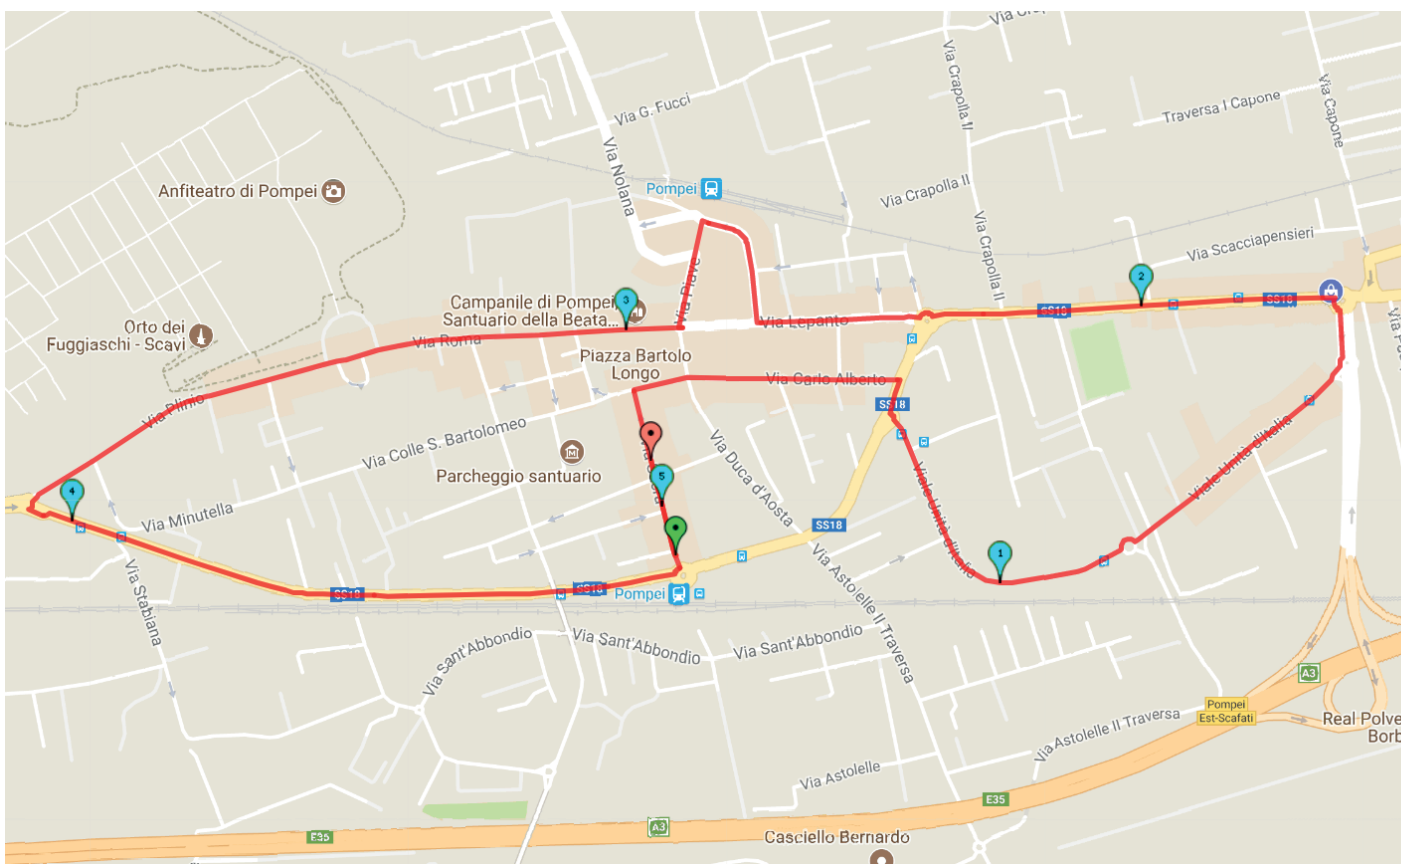 Via Crapolla II
Via G. Fucci
Traversa I Capone
Via Capone
Via Nolana
Pompei
Anfiteatro di Pompei
Via Crapolla II
Via Crapolla II
Via Scacciapensieri
Via Piave
2
SS18
SS18
3
Campanile di Pompei
Santuario della Beata...
Via Lepanto
Orto dei
Fuggiaschi - Scavi
Via Roma
Piazza Bartolo
Longo
Via Carlo Alberto
SS18
Via Plinio
Via Colle S. Bartolomeo
Parcheggio santuario
Via Duca d'Aosta
Viale Unità d'Italia
Viale Unità d'Italia
5
4
Via Minutella
SS18
1
Via Stabiana
SS18
SS18
Pompei
Via Astolelle II Traversa
Via Sant'Abbondio
Via Sant'Abbondio
Via Sant'Abbondio
A3
Pompei
Est-Scafati
Real Polve
Borb
Via Astolelle II Traversa
Via Astolelle
E35
A3
E35
Casciello Bernardo